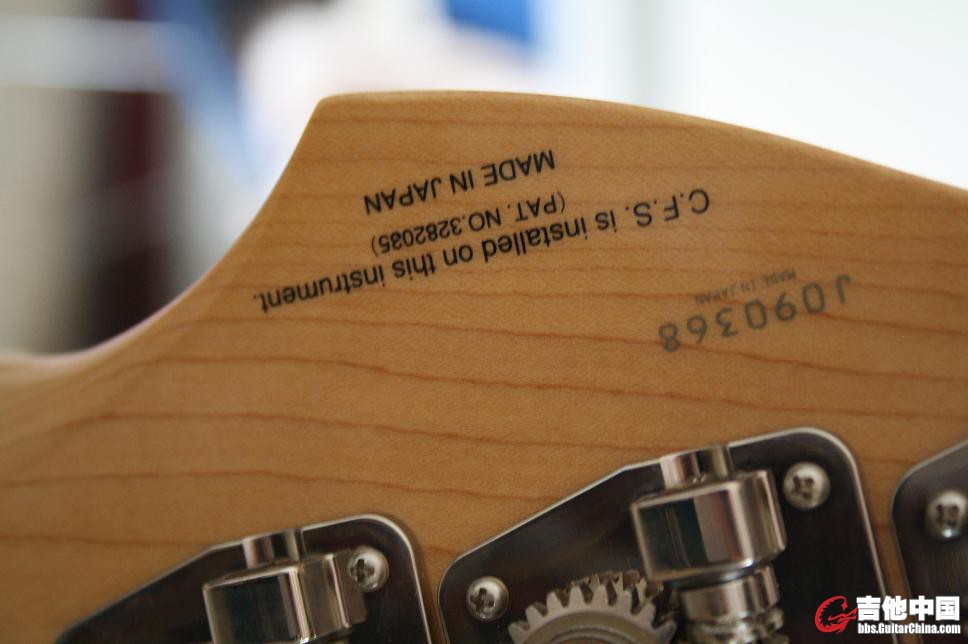 C.F.S. is installed on this instrument.
(PAT. NO.3282085)
MADE IN JAPAN
J090368
MADE IN JAPAN
吉他中国
bbs.GuitarChina.com